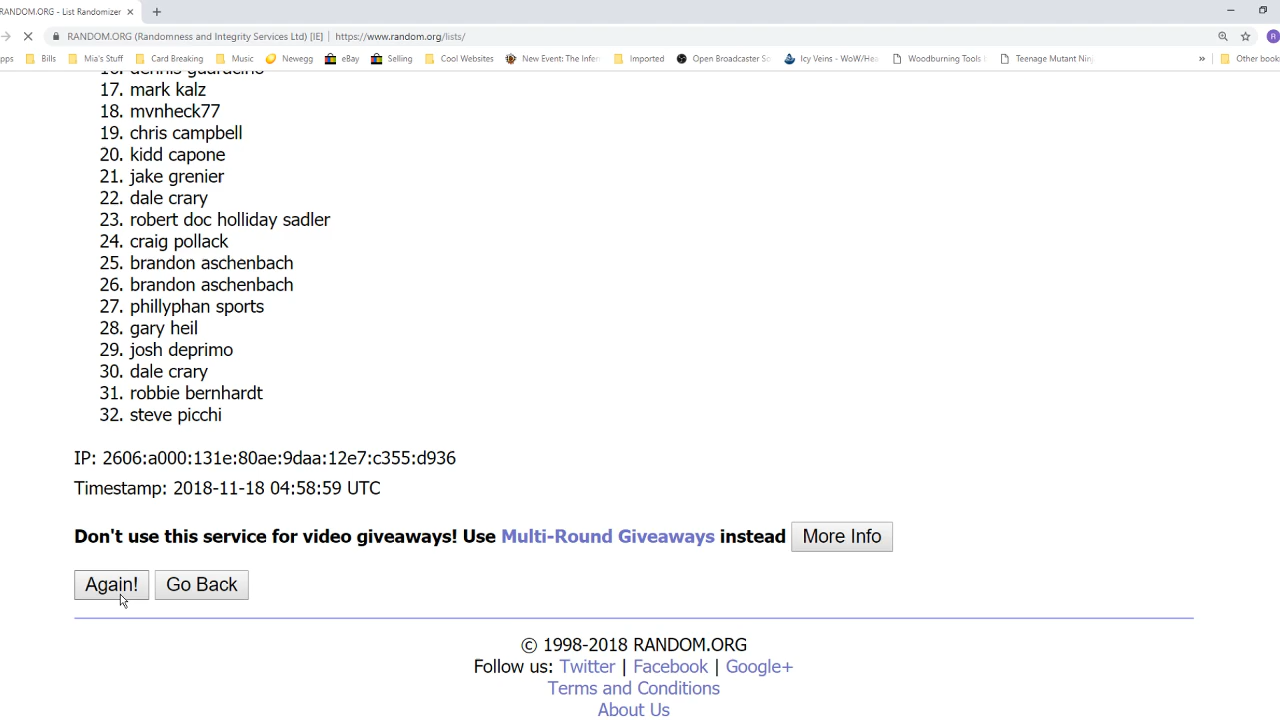 RANDOM.ORG - List Randomizer
RANDOM.ORG (Randomness and Integrity Services Ltd) [IE] | https://www.random.org/lists/
pps Bills Mia's Stuff Card Breaking Music Newegg eBay Selling Cool Websites New Event: The Infern Imported Open Broadcaster So Icy Veins - WoW/Hea Woodburning Tools Teenage Mutant Nin » Other book
17. mark kalz
18. mvnheck77
19. chris campbell
20. kidd capone
21. jake grenier
22. dale crary
23. robert doc holliday sadler
24. craig pollack
25. brandon aschenbach
26. brandon aschenbach
27. phillyphan sports
28. gary heil
29. josh deprimo
30. dale crary
31. robbie bernhardt
32. steve picchi
IP: 2606:a000:131e:80ae:9daa:12e7:c355:d936
Timestamp: 2018-11-18 04:58:59 UTC
Don't use this service for video giveaways! Use Multi-Round Giveaways instead More Info
Again! Go Back
© 1998-2018 RANDOM.ORG
Follow us: Twitter | Facebook | Google+
Terms and Conditions
About Us